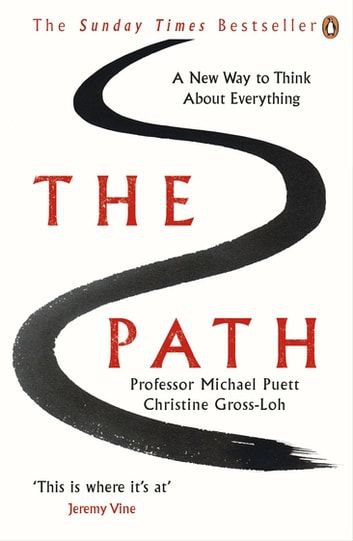 The Sunday Times Bestseller
A New Way to Think
About Everything
THE
PATH
Professor Michael Puett
Christine Gross-Loh
‘This is where it’s at’
Jeremy Vine